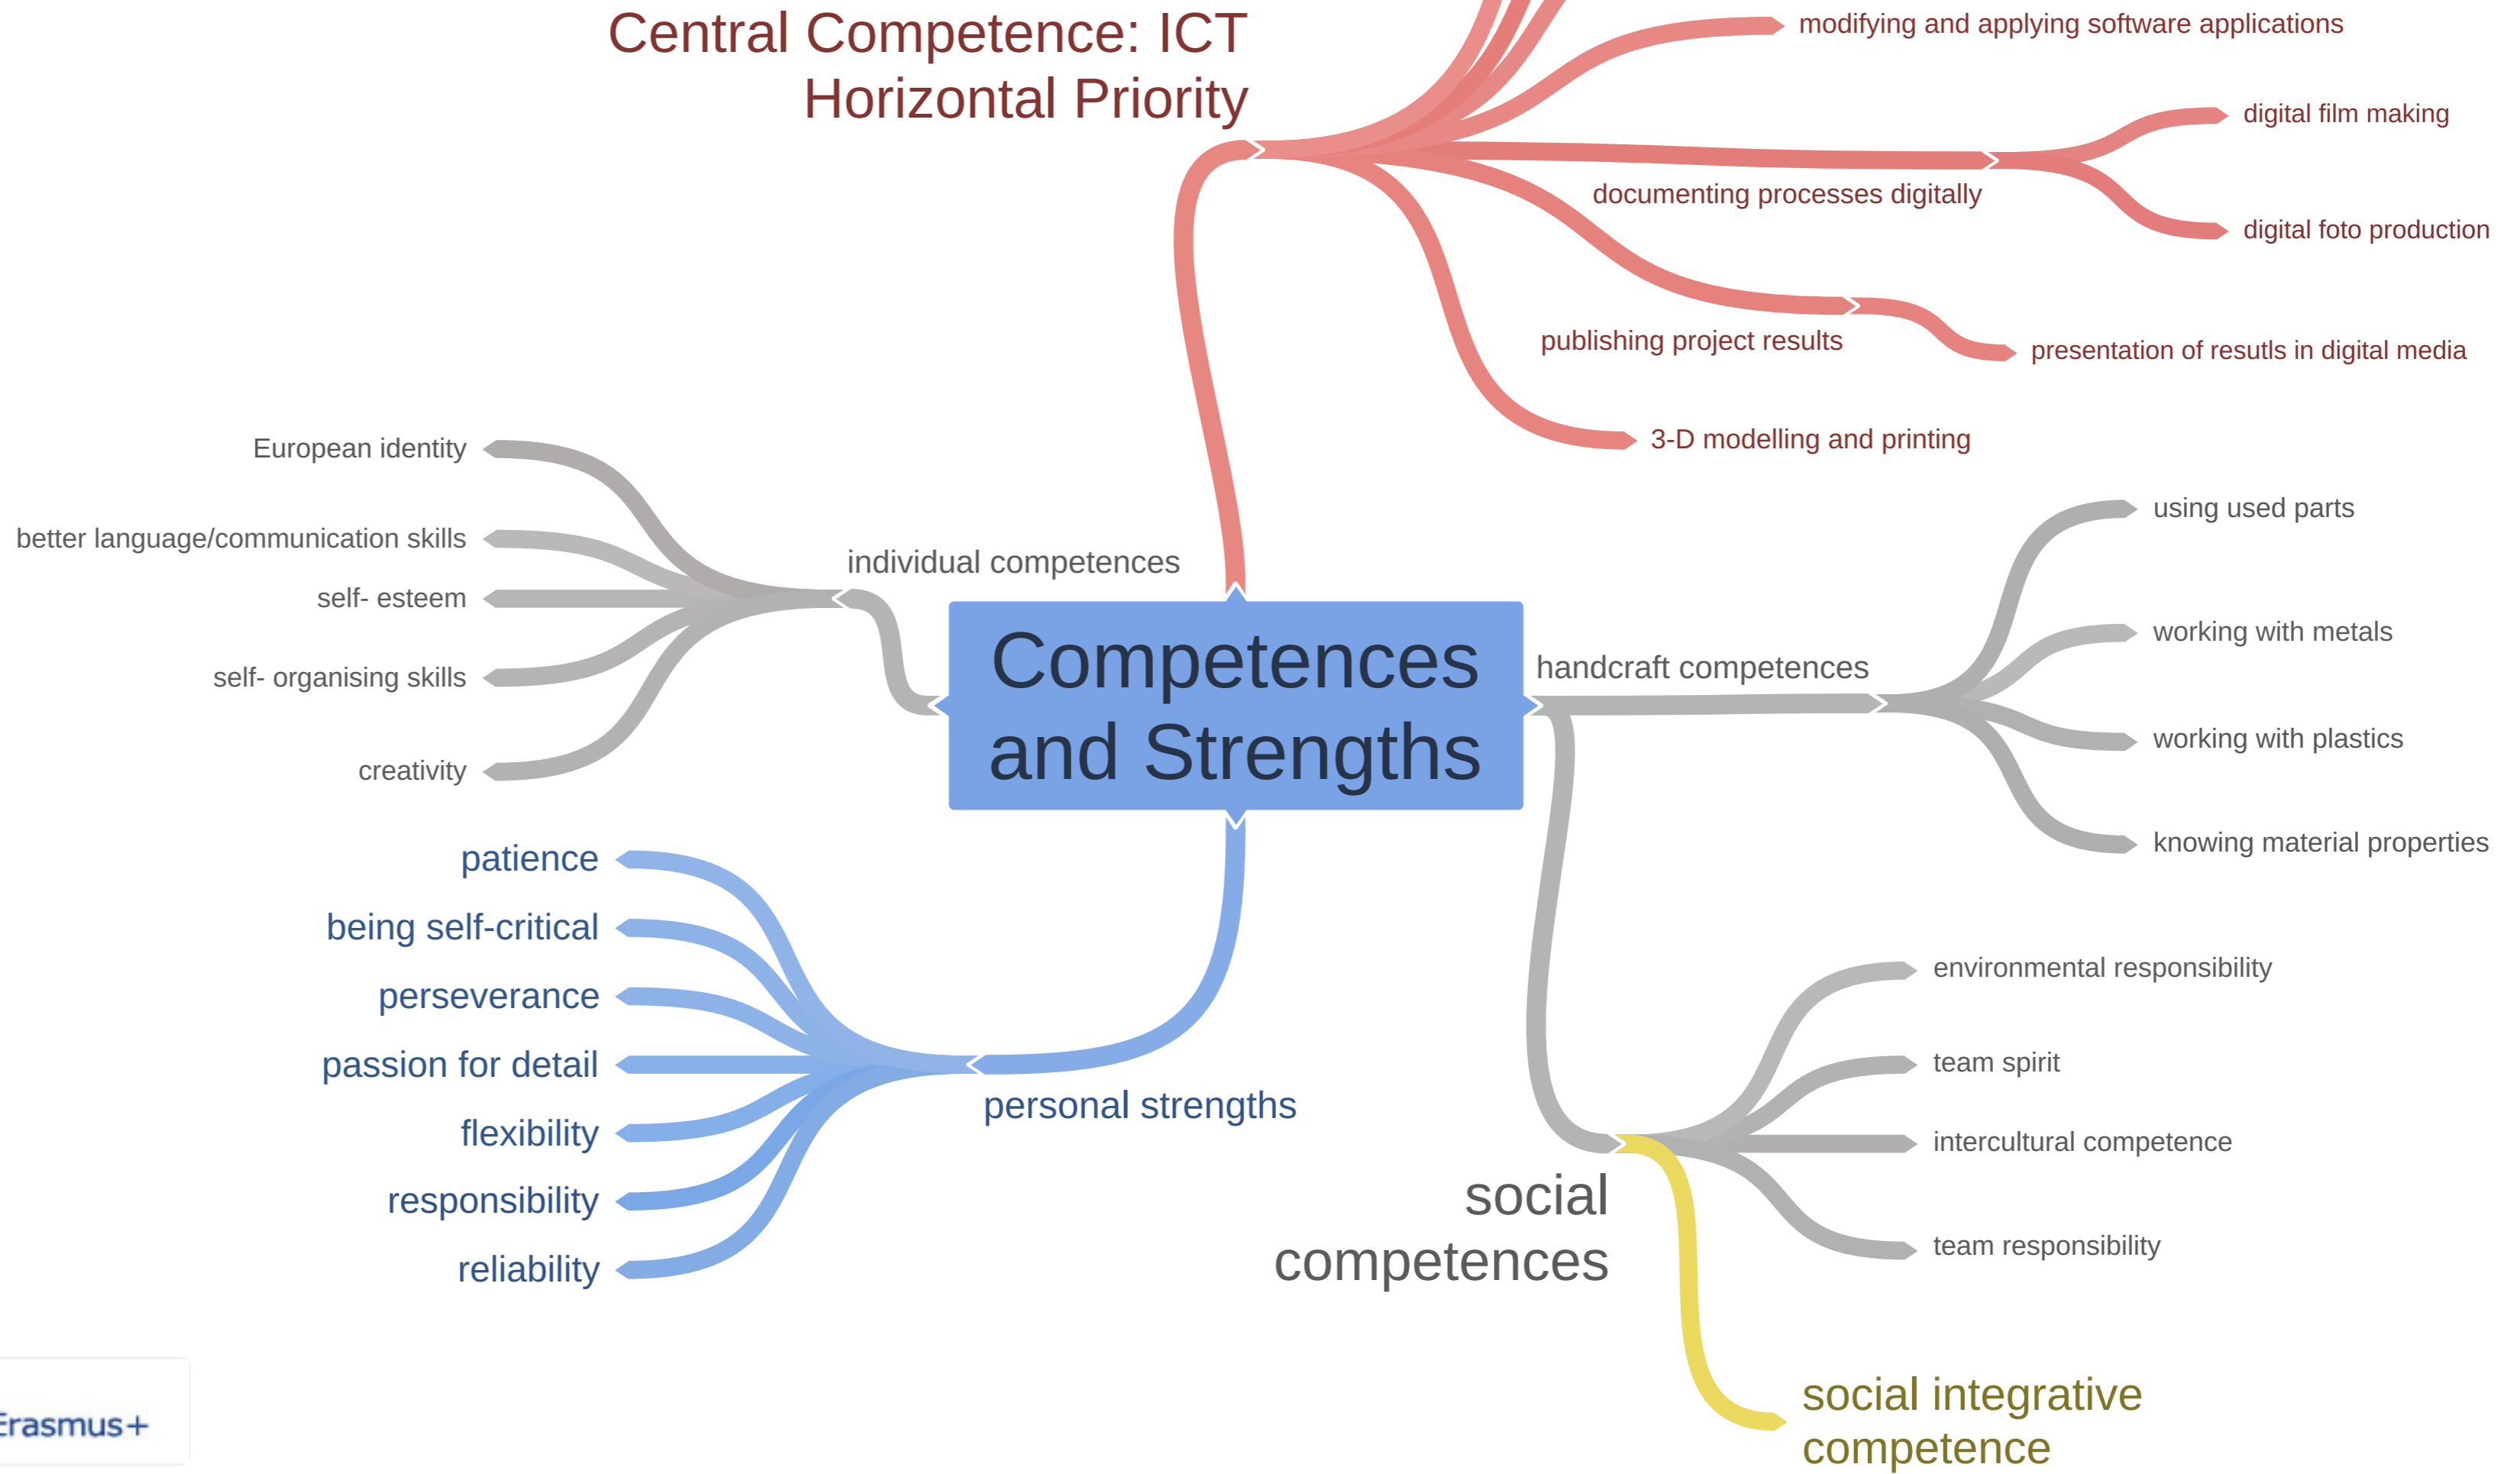 Central Competence: ICT
Horizontal Priority
modifying and applying software applications
digital film making
documenting processes digitally
digital foto production
publishing project results
presentation of resutls in digital media
3-D modelling and printing
European identity
better language/communication skills
self- esteem
self- organising skills
creativity
individual competences
Competences
and Strengths
handcraft competences
using used parts
working with metals
working with plastics
knowing material properties
patience
being self-critical
perseverance
passion for detail
flexibility
responsibility
reliability
personal strengths
social
competences
environmental responsibility
team spirit
intercultural competence
team responsibility
social integrative
competence
Erasmus+